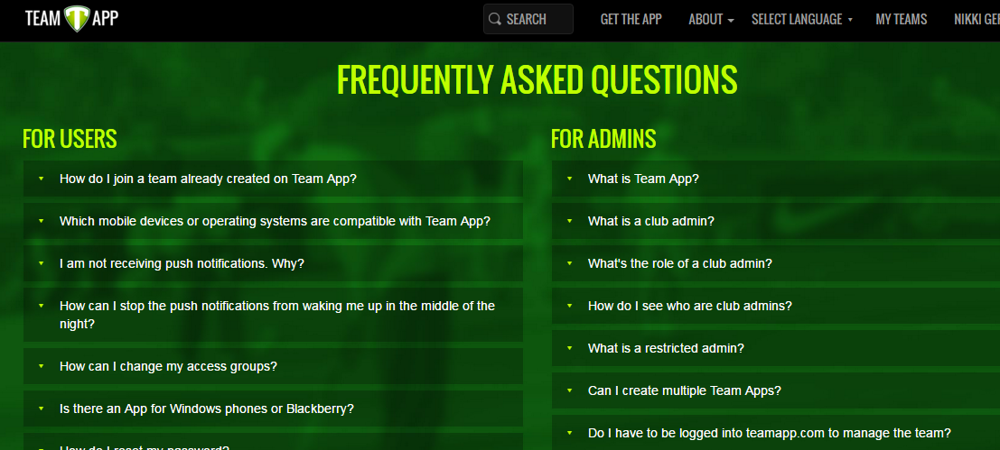 TEAM T APP
SEARCH
GET THE APP
ABOUT
SELECT LANGUAGE
MY TEAMS
NIKKI
FREQUENTLY ASKED QUESTIONS
FOR USERS
How do I join a team already created on Team App?
Which mobile devices or operating systems are compatible with Team App?
I am not receiving push notifications. Why?
How can I stop the push notifications from waking me up in the middle of the
night?
How can I change my access groups?
Is there an App for Windows phones or Blackberry?
How do I reset my password?
FOR ADMINS
What is Team App?
What is a club admin?
What's the role of a club admin?
How do I see who are club admins?
What is a restricted admin?
Can I create multiple Team Apps?
Do I have to be logged into teamapp.com to manage the team?